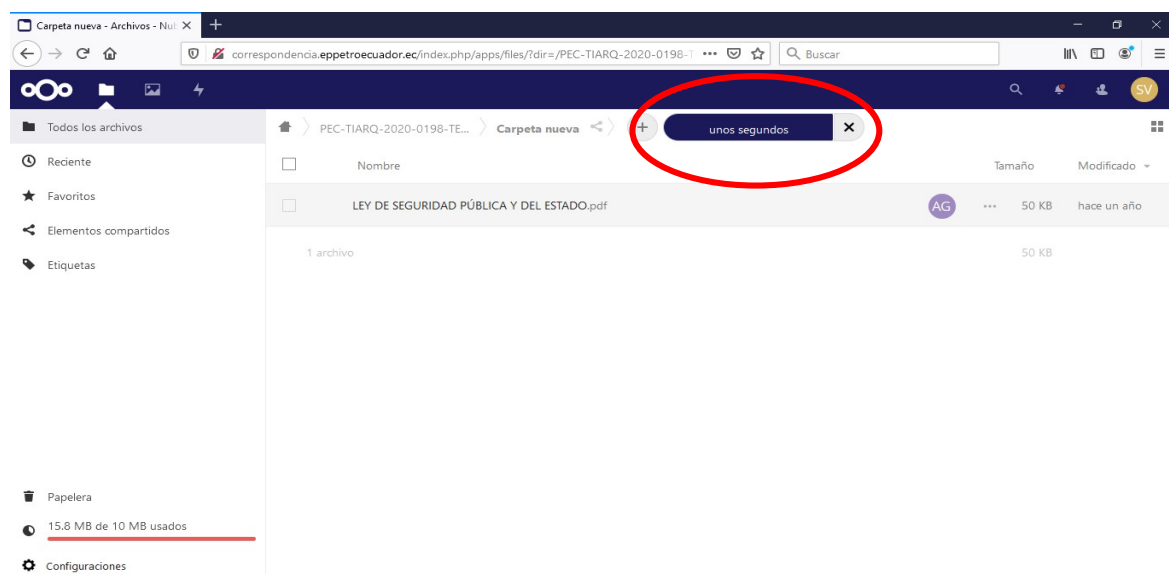 Carpeta nueva - Archivos - Nub
correspondencia.eppetroecuador.ec/index.php/apps/files/?dir=/PEC-TIARQ-2020-0198-T
Buscar
SV
Todos los archivos
PEC-TIARQ-2020-0198-TE...
Carpeta nueva
unos segundos
Reciente
Nombre
Tamaño
Modificado
Favoritos
LEY DE SEGURIDAD PÚBLICA Y DEL ESTADO.pdf
AG
50 KB
hace un año
Elementos compartidos
1 archivo
50 KB
Etiquetas
Papelera
15.8 MB de 10 MB usados
Configuraciones